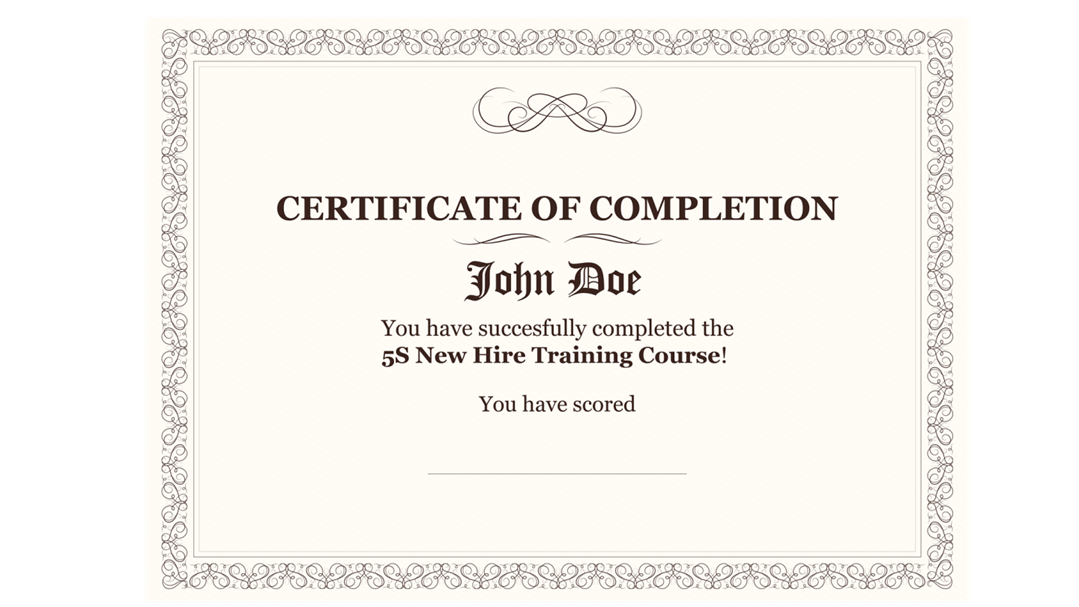 CERTIFICATE OF COMPLETION
John Doe
You have succesfully completed the
5S New Hire Training Course!
You have scored